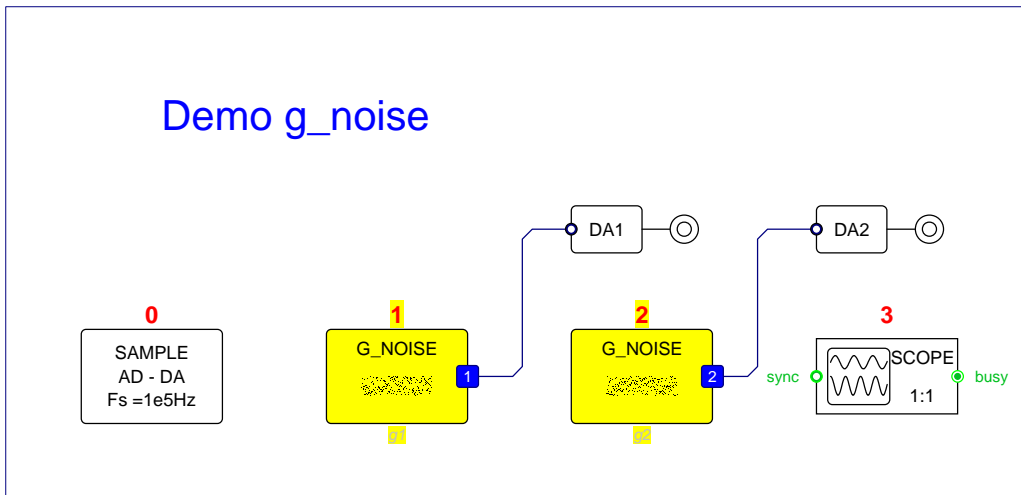 Demo g_noise
DA1
DA2
0
1
2
3
SAMPLE
AD - DA
Fs =1e5Hz
G_NOISE
1
g1
G_NOISE
2
g2
sync
SCOPE
1:1
busy